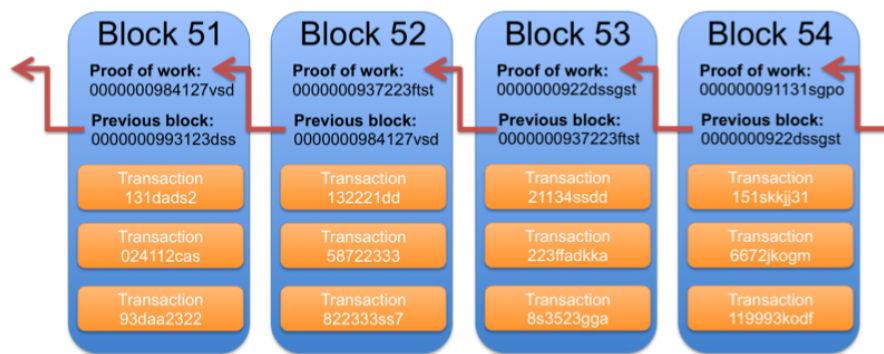 Block 51
Proof of work:
0000000984127vsd
Previous block:
0000000993123dss
Transaction
131dads2
Transaction
024112cas
Transaction
93daa2322
Block 52
Proof of work:
0000000937223ftst
Previous block:
0000000984127vsd
Transaction
132221dd
Transaction
58722333
Transaction
822333ss7
Block 53
Proof of work:
0000000922dssgst
Previous block:
0000000937223ftst
Transaction
21134ssdd
Transaction
223ffadkka
Transaction
8s3523gga
Block 54
Proof of work:
000000091131sgpo
Previous block:
0000000922dssgst
Transaction
151skkjj31
Transaction
6672jkogm
Transaction
119993kodf